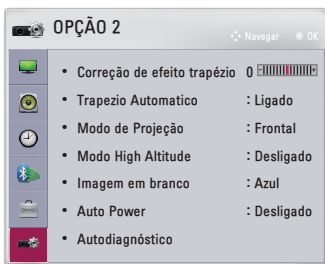 OPÇÃO 2
Navegar OK
• Correção de efeito trapézio 0
• Trapezio Automatico : Ligado
• Modo de Projeção : Frontal
• Modo High Altitude : Desligado
• Imagem em branco : Azul
• Auto Power : Desligado
• Autodiagnóstico